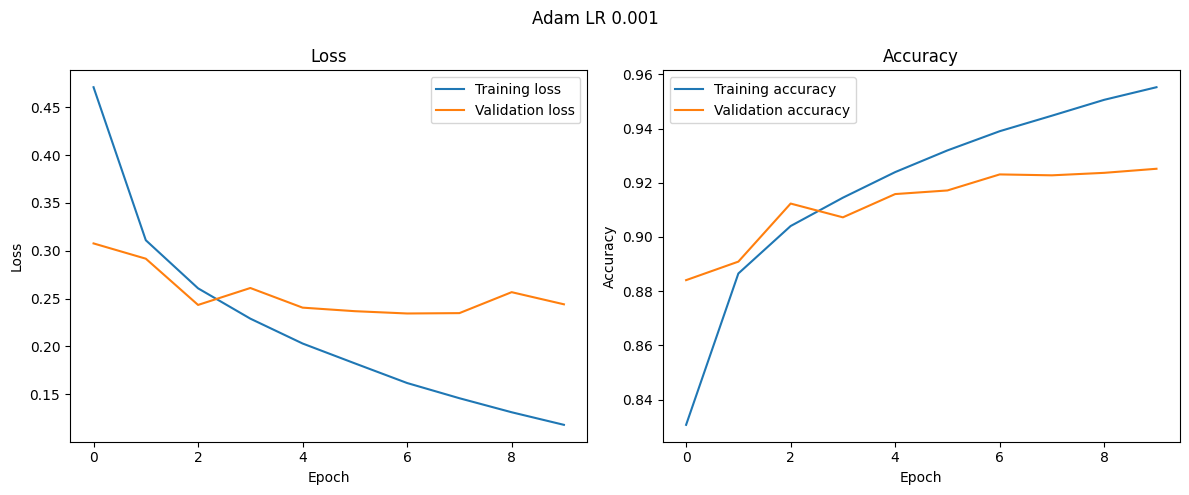 Adam LR 0.001
Loss
Training loss
Validation loss
0.45
0.40
0.35
0.30
0.25
0.20
0.15
Loss
0 2 4 6 8
Epoch
Accuracy
Training accuracy
Validation accuracy
0.96
0.94
0.92
0.90
0.88
0.86
0.84
Accuracy
0 2 4 6 8
Epoch